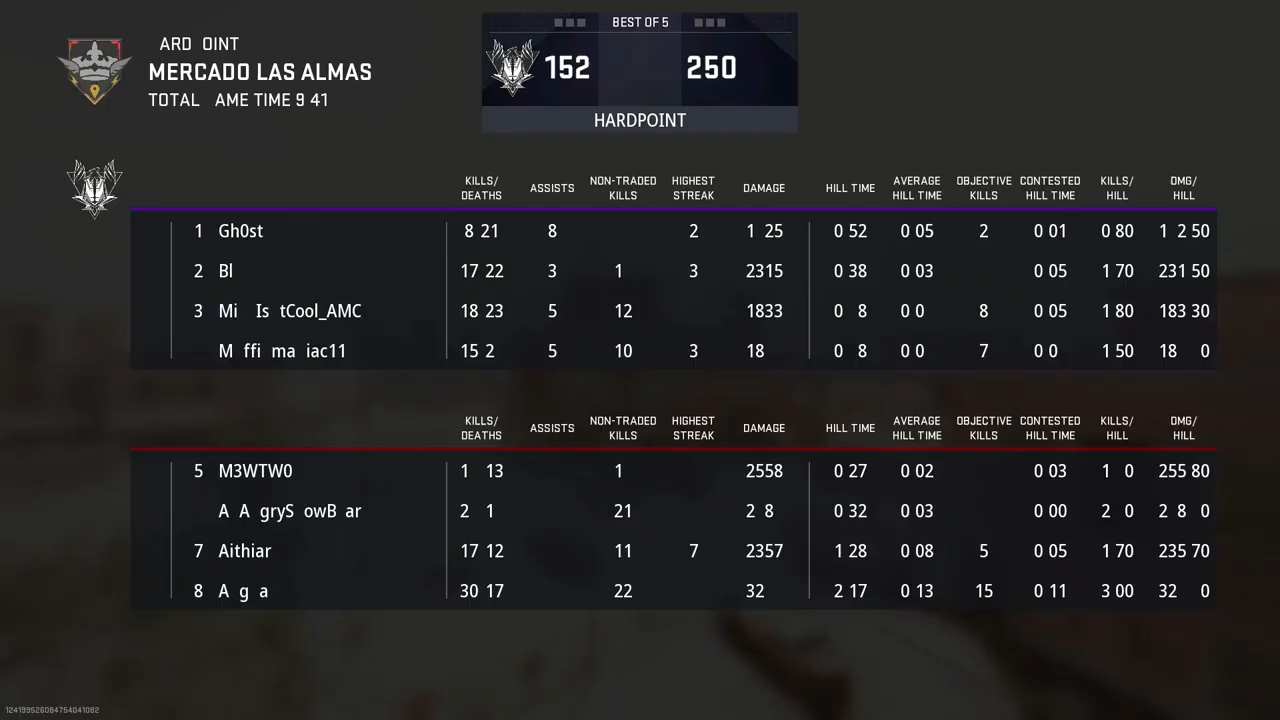 ARD OINT
MERCADO LAS ALMAS
TOTAL AME TIME 9 41
BEST OF 5
152 250
HARDPOINT
KILLS/DEATHS ASSISTS NON-TRADED KILLS HIGHEST STREAK DAMAGE HILL TIME AVERAGE HILL TIME OBJECTIVE KILLS CONTESTED HILL TIME KILLS/HILL DMG/HILL
1 Gh0st 8 21 8 2 1 25 0 52 0 05 2 0 01 0 80 1 2 50
2 Bl 17 22 3 1 3 2315 0 38 0 03 0 05 1 70 231 50
3 Mi Is tCool_AMC 18 23 5 12 1833 0 8 0 0 8 0 05 1 80 183 30
M ffi ma iac11 15 2 5 10 3 18 0 8 0 0 7 0 0 1 50 18 0
KILLS/DEATHS ASSISTS NON-TRADED KILLS HIGHEST STREAK DAMAGE HILL TIME AVERAGE HILL TIME OBJECTIVE KILLS CONTESTED HILL TIME KILLS/HILL DMG/HILL
5 M3WTW0 1 13 1 2558 0 27 0 02 0 03 1 0 255 80
A A gryS owB ar 2 1 21 2 8 0 32 0 03 0 00 2 0 2 8 0
7 Aithiar 17 12 11 7 2357 1 28 0 08 5 0 05 1 70 235 70
8 A g a 30 17 22 32 2 17 0 13 15 0 11 3 00 32 0
124199526084754041082